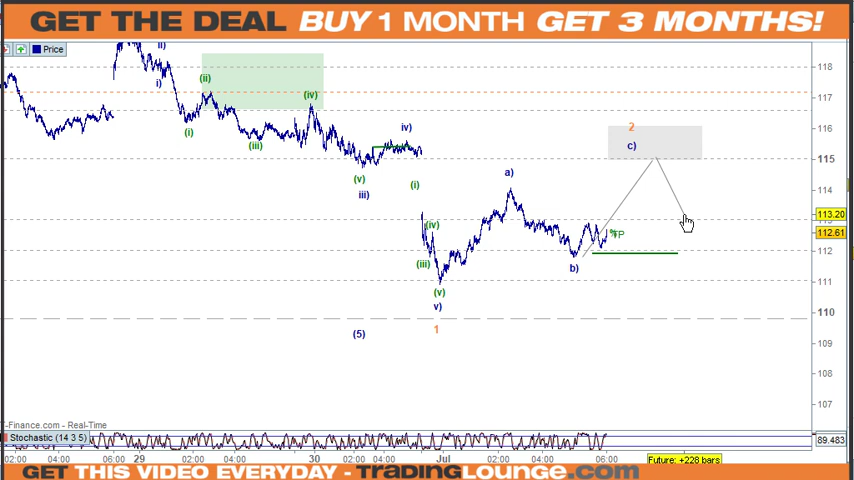 GET THE DEAL BUY 1 MONTH GET 3 MONTHS!
Price
118
117
116
115
114
113.20
112.61
112
111
110
109
108
107
ii)
i)
(i)
(ii)
(iii)
(iv)
(v)
iii)
iv)
(i)
(iv)
(iii)
(v)
v)
1
(5)
a)
b)
2
c)
-Finance.com - Real-Time
Stochastic (14 3 5)
89.483
02:00 04:00 06:00 29 02:00 04:00 06:00 30 02:00 04:00 Jul 02:00 04:00 06:00
Future: +228 bars
GET THIS VIDEO EVERYDAY - TRADINGLOUNGE.com